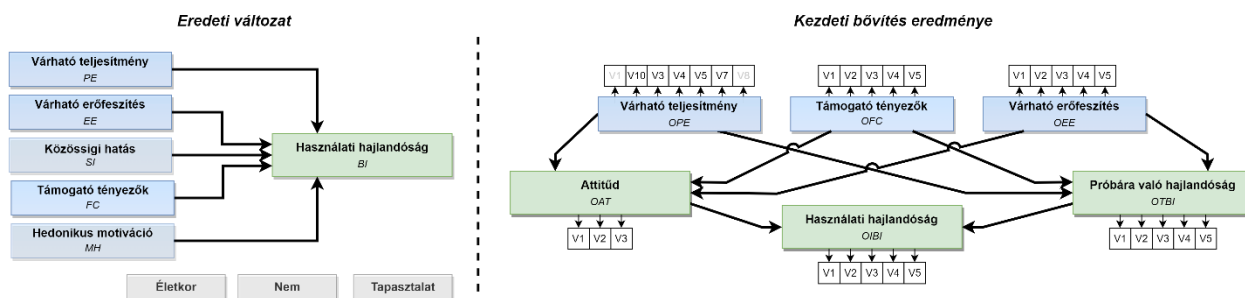 Eredeti változat
Várható teljesítmény
PE
Várható erőfeszítés
EE
Közösségi hatás
SI
Támogató tényezők
FC
Hedonikus motiváció
MH
Használati hajlandóság
BI
Életkor
Nem
Tapasztalat
Kezdeti bővítés eredménye
V1 V10 V3 V4 V5 V7 V8
Várható teljesítmény
OPE
V1 V2 V3 V4 V5
Támogató tényezők
OFC
V1 V2 V3 V4 V5
Várható erőfeszítés
OEE
Attitűd
OAT
V1 V2 V3
Használati hajlandóság
OIBI
V1 V2 V3 V4 V5
Próbára való hajlandóság
OTBI
V1 V2 V3 V4 V5